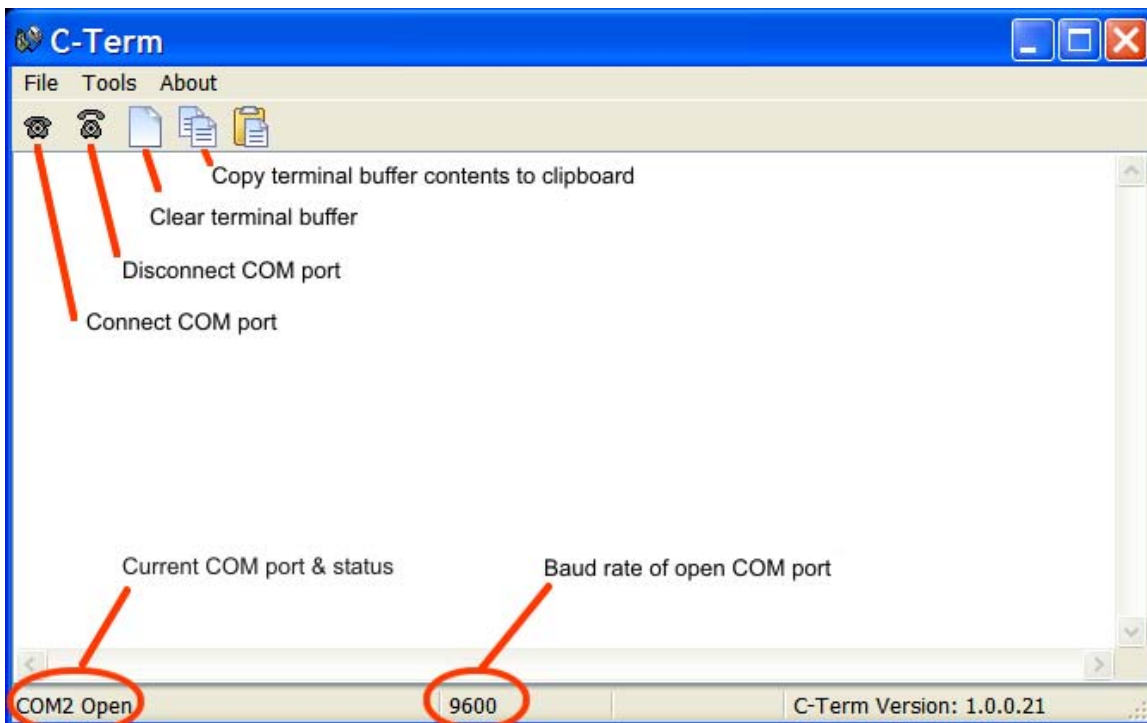 C-Term
File Tools About
Copy terminal buffer contents to clipboard
Clear terminal buffer
Disconnect COM port
Connect COM port
Current COM port & status
Baud rate of open COM port
COM2 Open 9600 C-Term Version: 1.0.0.21